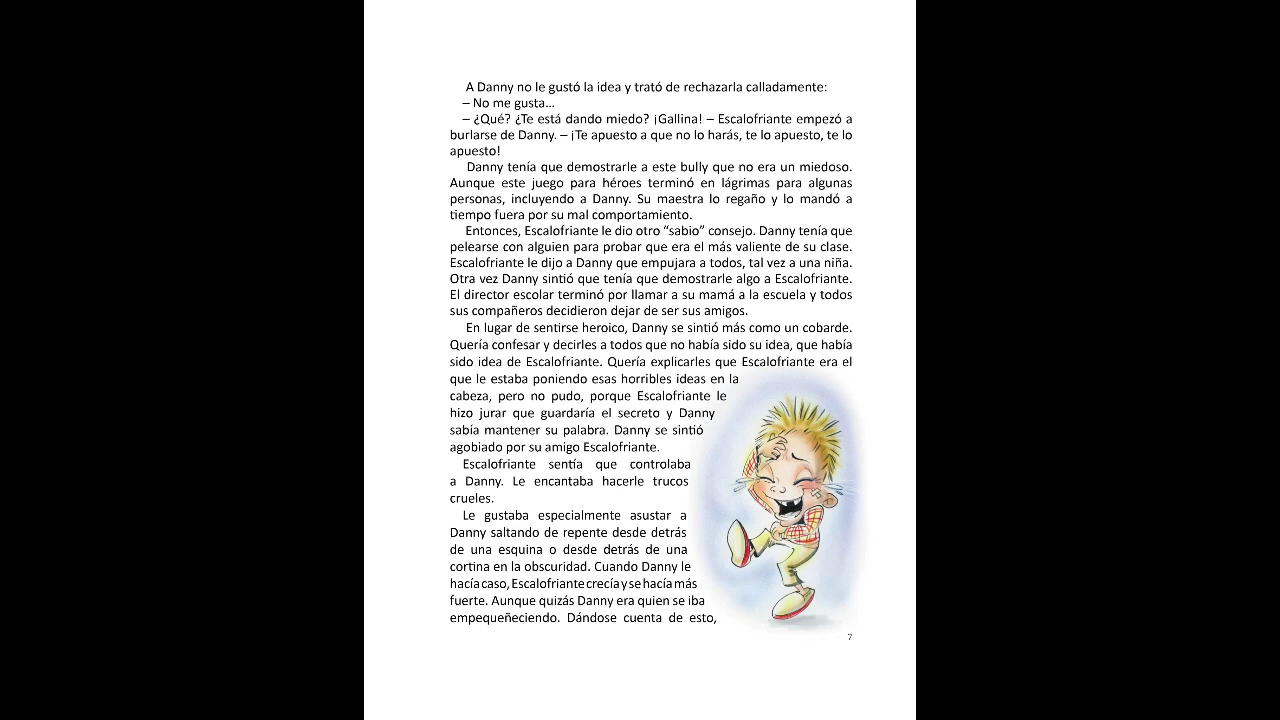 A Danny no le gustó la idea y trató de rechazarla calladamente:
– No me gusta...
– ¿Qué? ¿Te está dando miedo? ¡Gallina! – Escalofriante empezó a
burlarse de Danny. – ¡Te apuesto a que no lo harás, te lo apuesto, te lo
apuesto!
Danny tenía que demostrarle a este bully que no era un miedoso.
Aunque este juego para héroes terminó en lágrimas para algunas
personas, incluyendo a Danny. Su maestra lo regaño y lo mandó a
tiempo fuera por su mal comportamiento.
Entonces, Escalofriante le dio otro “sabio” consejo. Danny tenía que
pelearse con alguien para probar que era el más valiente de su clase.
Escalofriante le dijo a Danny que empujara a todos, tal vez a una niña.
Otra vez Danny sintió que tenía que demostrarle algo a Escalofriante.
El director escolar terminó por llamar a su mamá a la escuela y todos
sus compañeros decidieron dejar de ser sus amigos.
En lugar de sentirse heroico, Danny se sintió más como un cobarde.
Quería confesar y decirles a todos que no había sido su idea, que había
sido idea de Escalofriante. Quería explicarles que Escalofriante era el
que le estaba poniendo esas horribles ideas en la
cabeza, pero no pudo, porque Escalofriante le
hizo jurar que guardaría el secreto y Danny
sabía mantener su palabra. Danny se sintió
agobiado por su amigo Escalofriante.
Escalofriante sentía que controlaba
a Danny. Le encantaba hacerle trucos
crueles.
Le gustaba especialmente asustar a
Danny saltando de repente desde detrás
de una esquina o desde detrás de una
cortina en la obscuridad. Cuando Danny le
hacía caso, Escalofriante crecía y se hacía más
fuerte. Aunque quizás Danny era quien se iba
empequeñeciendo. Dándose cuenta de esto,
7